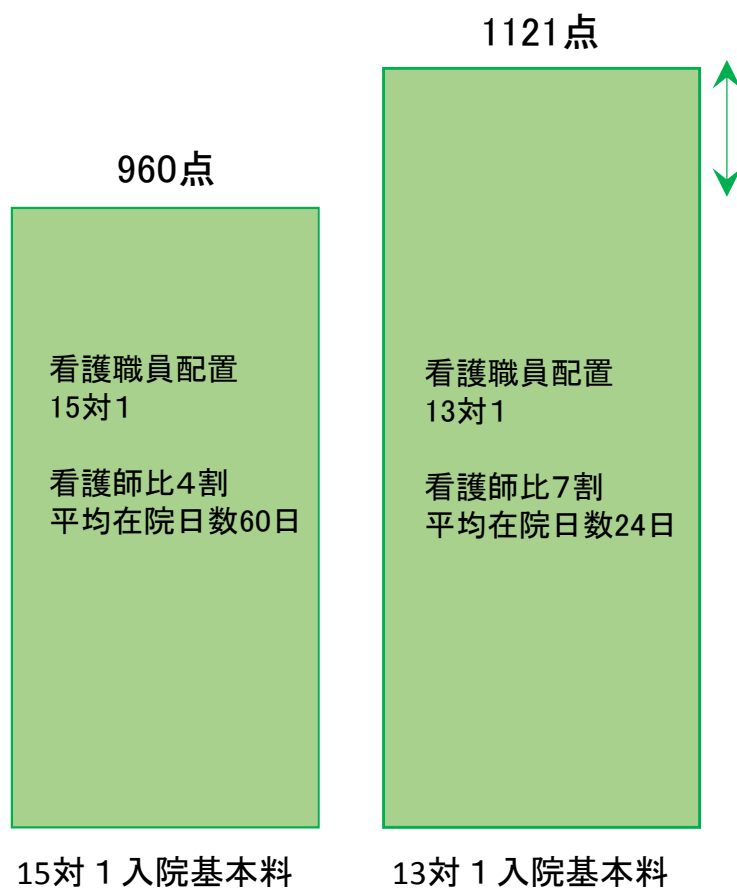 960点
看護職員配置
15対１
看護師比４割
平均在院日数60日
15対１入院基本料
1121点
看護職員配置
13対１
看護師比７割
平均在院日数24日
13対１入院基本料